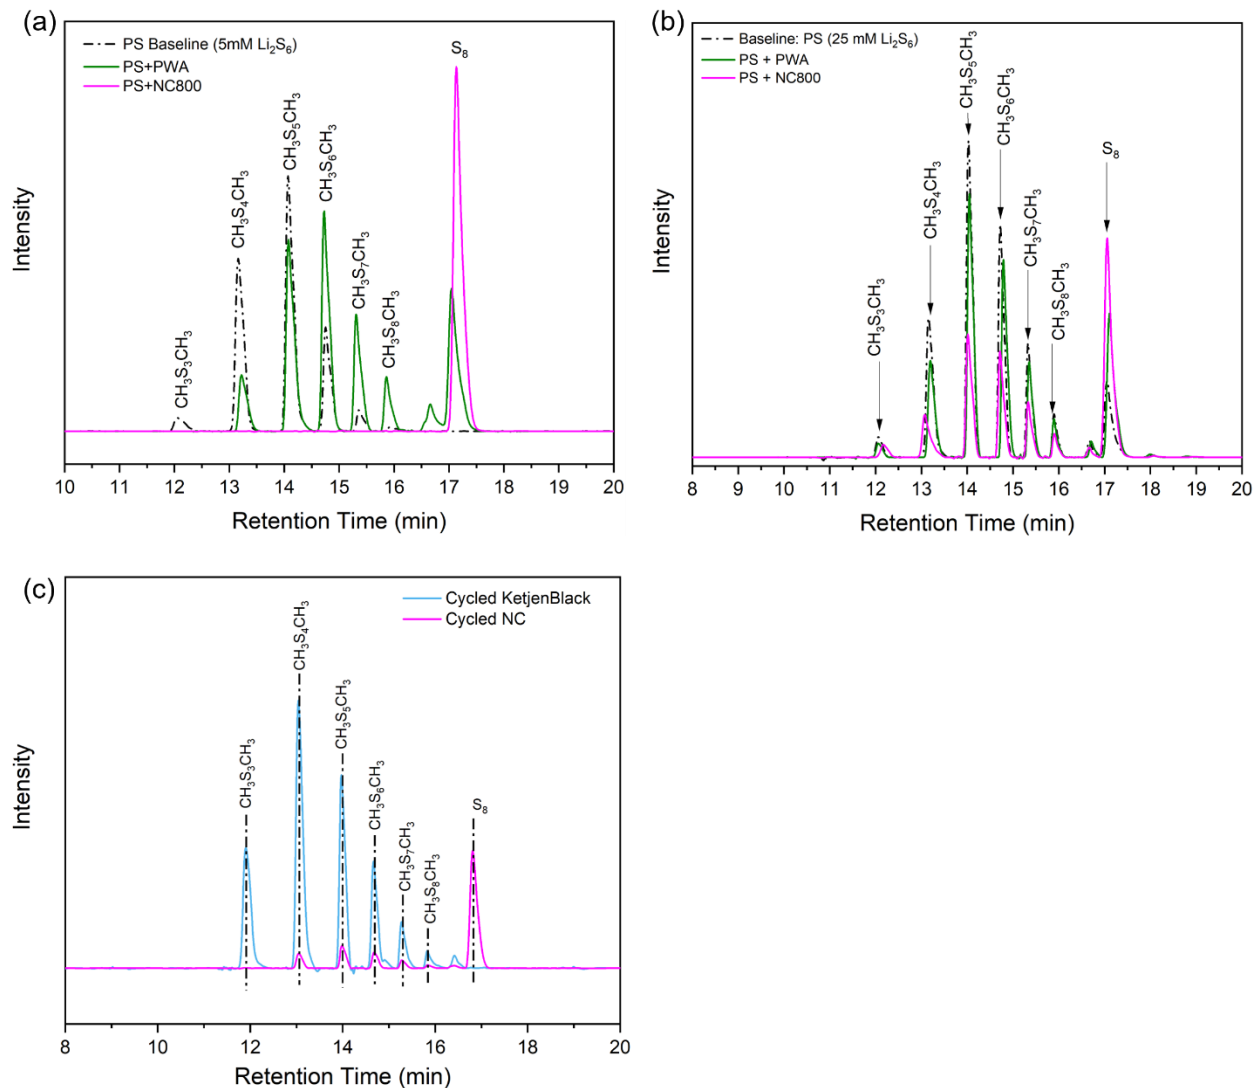 (a)
PS Baseline (5mM Li₂S₆)
PS+PWA
PS+NC800
CH₃S₃CH₃
CH₃S₄CH₃
CH₃S₅CH₃
CH₃S₆CH₃
CH₃S₇CH₃
CH₃S₈CH₃
S₈
Intensity
10 11 12 13 14 15 16 17 18 19 20
Retention Time (min)
(b)
Baseline: PS (25 mM Li₂S₆)
PS + PWA
PS + NC800
CH₃S₃CH₃
CH₃S₄CH₃
CH₃S₅CH₃
CH₃S₆CH₃
CH₃S₇CH₃
CH₃S₈CH₃
S₈
Intensity
8 9 10 11 12 13 14 15 16 17 18 19 20
Retention Time (min)
(c)
Cycled KetjenBlack
Cycled NC
CH₃S₃CH₃
CH₃S₄CH₃
CH₃S₅CH₃
CH₃S₆CH₃
CH₃S₇CH₃
CH₃S₈CH₃
S₈
Intensity
8 10 12 14 16 18 20
Retention Time (min)